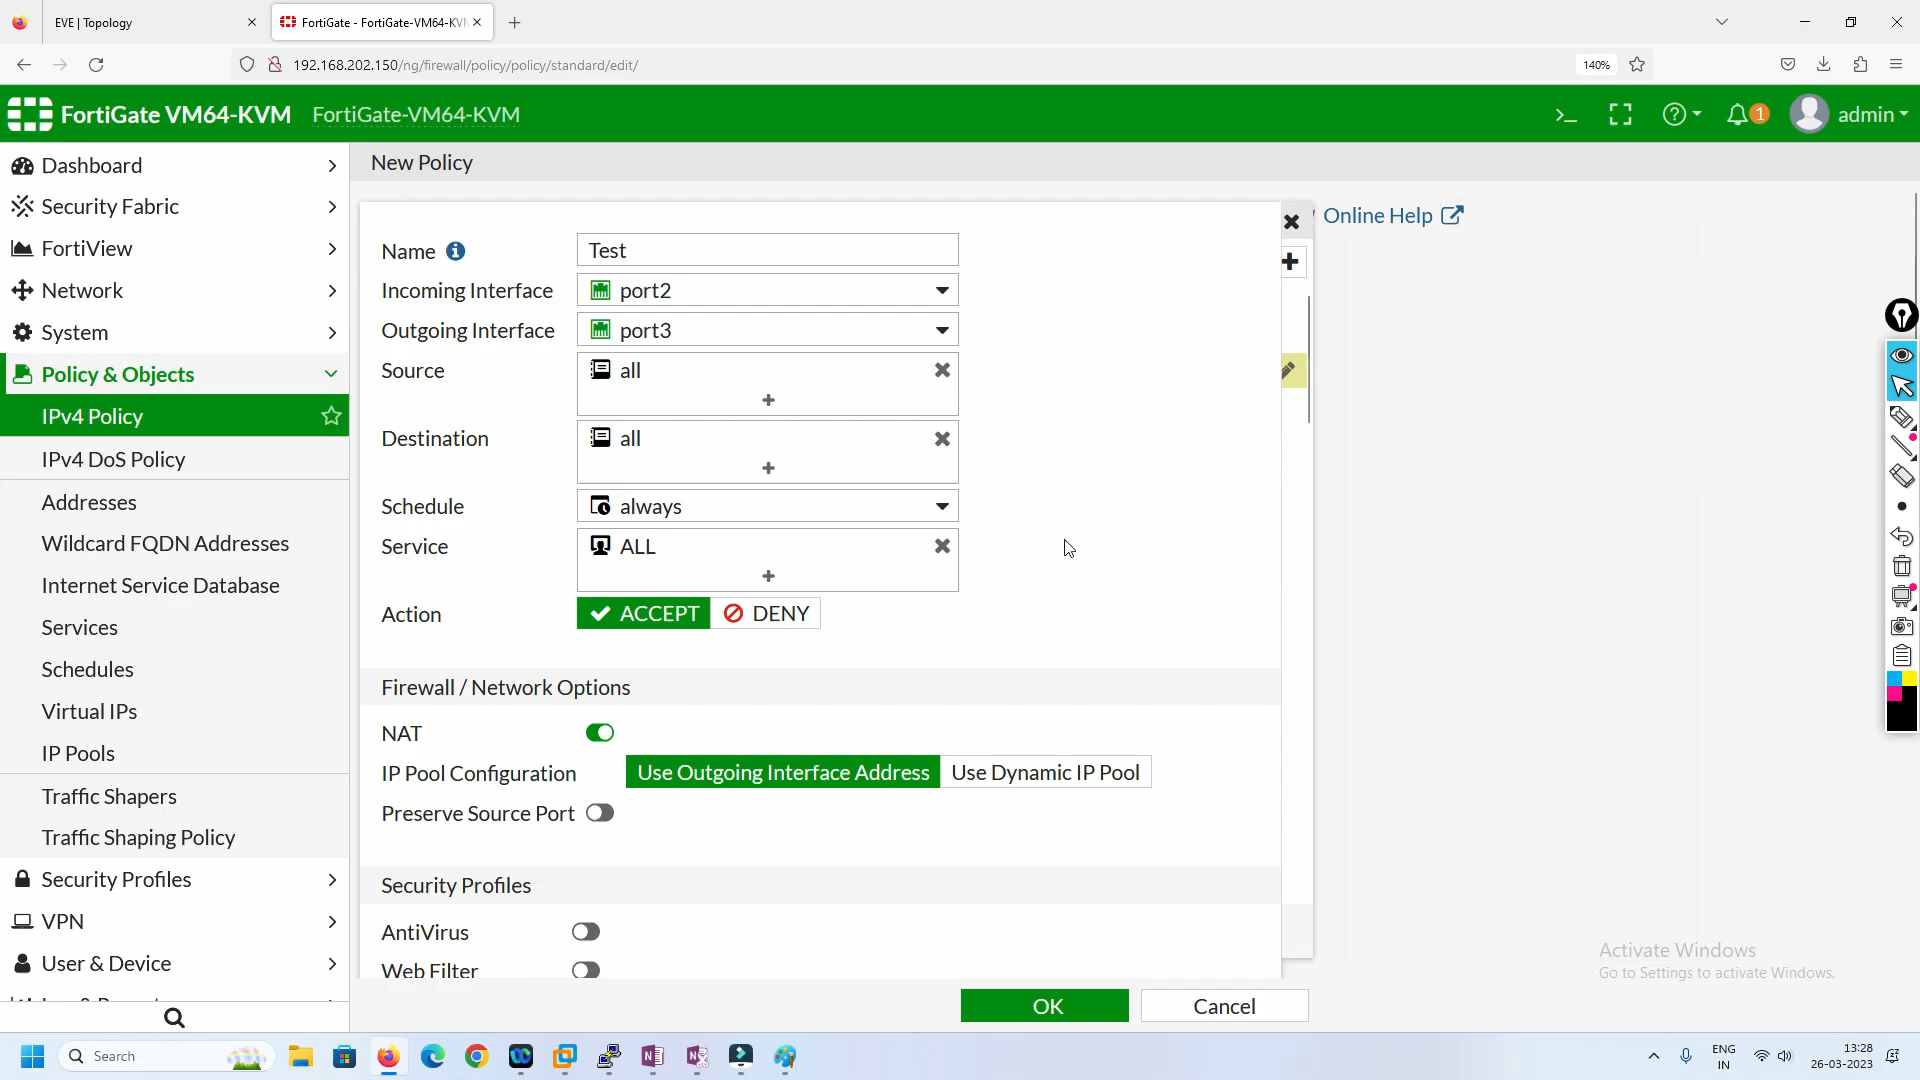 EVE | Topology
FortiGate - FortiGate-VM64-KVM
192.168.202.150/ng/firewall/policy/policy/standard/edit/
140%
FortiGate VM64-KVM
FortiGate-VM64-KVM
1
admin
Dashboard
Security Fabric
FortiView
Network
System
Policy & Objects
IPv4 Policy
IPv4 DoS Policy
Addresses
Wildcard FQDN Addresses
Internet Service Database
Services
Schedules
Virtual IPs
IP Pools
Traffic Shapers
Traffic Shaping Policy
Security Profiles
VPN
User & Device
New Policy
Online Help
Name
Test
Incoming Interface
port2
Outgoing Interface
port3
Source
all
Destination
all
Schedule
always
Service
ALL
Action
ACCEPT
DENY
Firewall / Network Options
NAT
IP Pool Configuration
Use Outgoing Interface Address
Use Dynamic IP Pool
Preserve Source Port
Security Profiles
AntiVirus
Web Filter
OK
Cancel
Activate Windows
Go to Settings to activate Windows.
Search
ENG
IN
13:28
26-03-2023